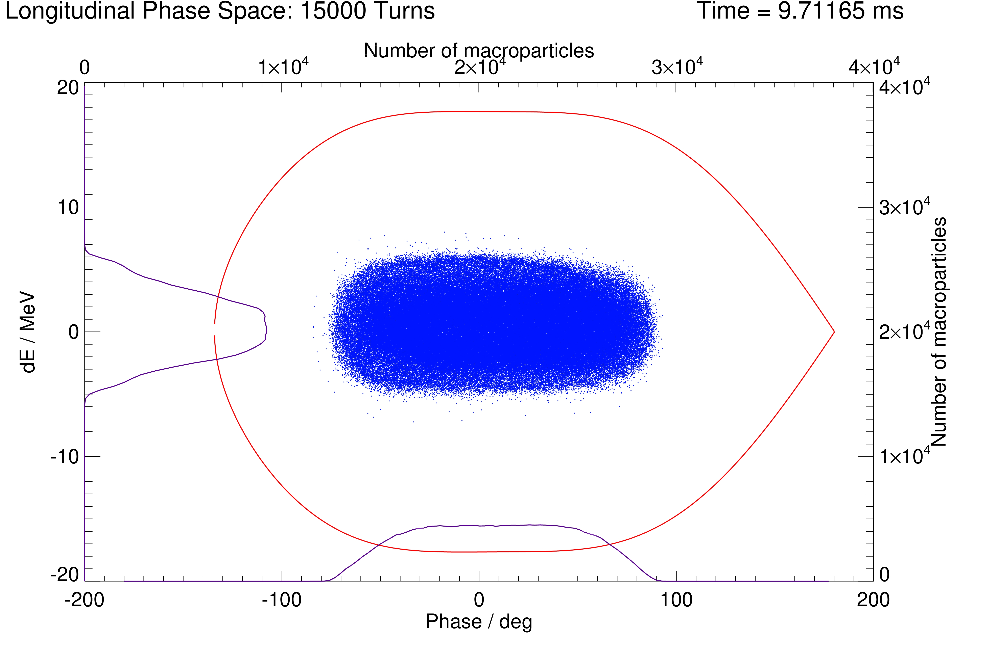 Longitudinal Phase Space: 15000 Turns
Time = 9.71165 ms
Number of macroparticles
0 1×10⁴ 2×10⁴ 3×10⁴ 4×10⁴
20
10
0
-10
-20
dE / MeV
4×10⁴
3×10⁴
2×10⁴
1×10⁴
0
Number of macroparticles
-200 -100 0 100 200
Phase / deg